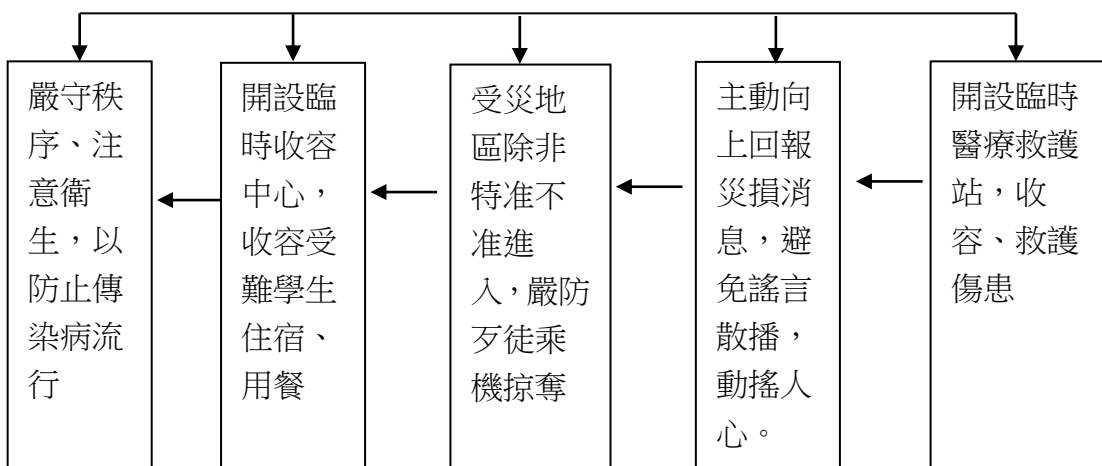 嚴守秩
序、注
意衛
生，以
防止傳
染病流
行
開設臨
時收容
中心，
收容受
難學生
住宿、
用餐
受災地
區除非
特准不
准進
入，嚴防
歹徒乘
機掠奪
主動向
上回報
災損消
息，避
免謠言
散播，
動搖人
心。
開設臨時
醫療救護
站，收
容、救護
傷患